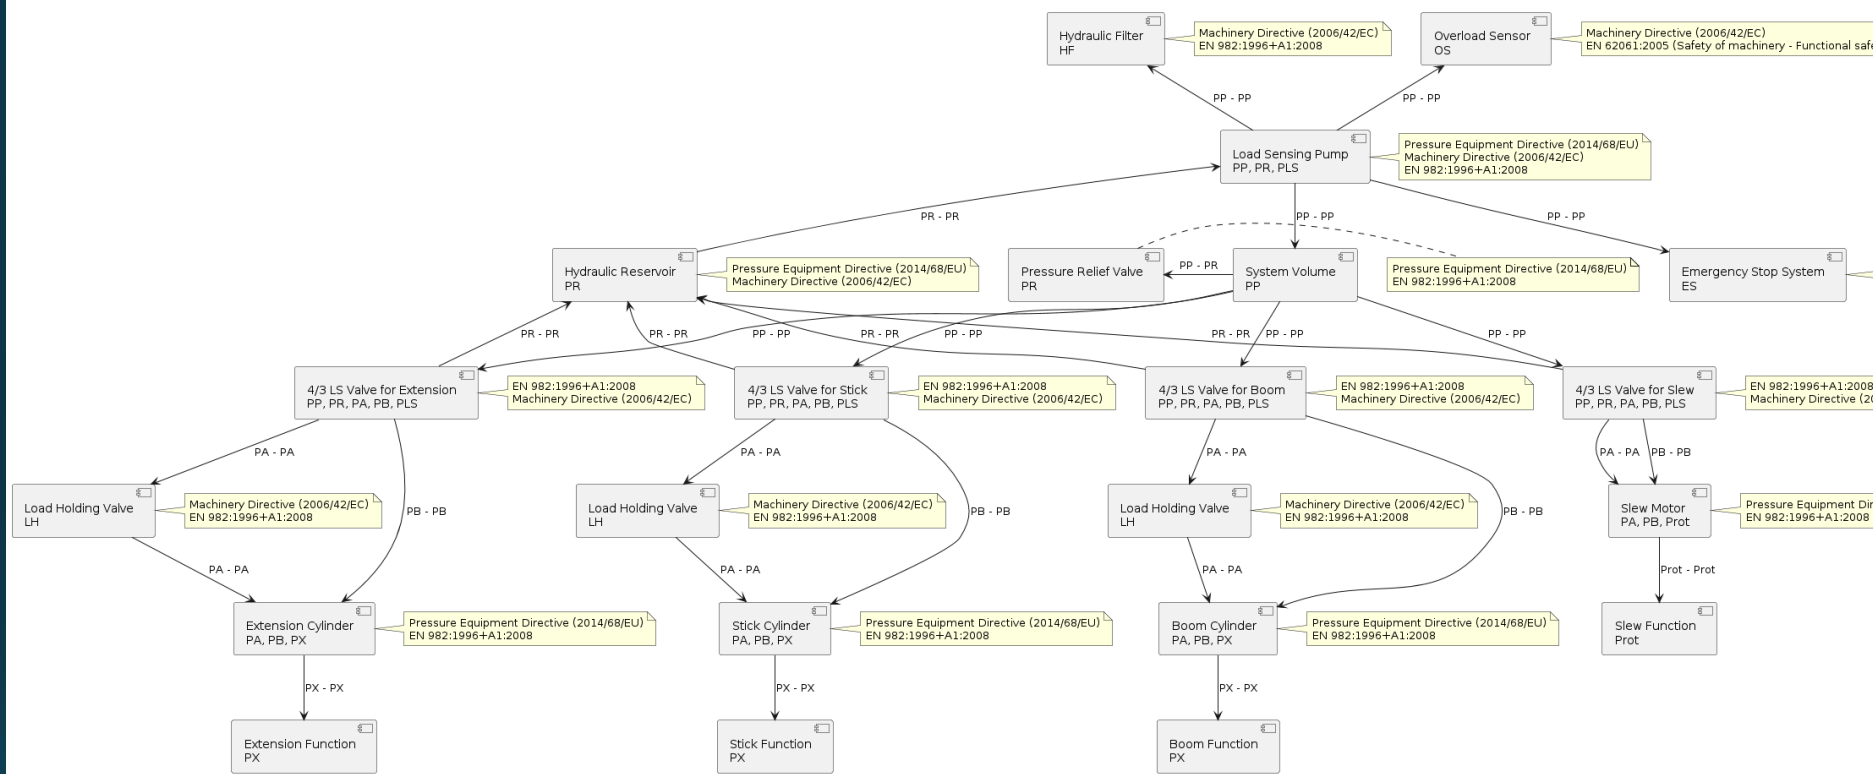 Hydraulic Filter
HF
Machinery Directive (2006/42/EC)
EN 982:1996+A1:2008
Overload Sensor
OS
Machinery Directive (2006/42/EC)
EN 62061:2005 (Safety of machinery - Functional safe
PP - PP
PP - PP
Load Sensing Pump
PP, PR, PLS
Pressure Equipment Directive (2014/68/EU)
Machinery Directive (2006/42/EC)
EN 982:1996+A1:2008
PR - PR
PP - PP
PP - PP
Hydraulic Reservoir
PR
Pressure Equipment Directive (2014/68/EU)
Machinery Directive (2006/42/EC)
Pressure Relief Valve
PR
PP - PR
System Volume
PP
Pressure Equipment Directive (2014/68/EU)
EN 982:1996+A1:2008
Emergency Stop System
ES
PR - PR
PR - PR
PP - PP
PR - PR
PP - PP
PR - PR
PP - PP
PP - PP
4/3 LS Valve for Extension
PP, PR, PA, PB, PLS
EN 982:1996+A1:2008
Machinery Directive (2006/42/EC)
4/3 LS Valve for Stick
PP, PR, PA, PB, PLS
EN 982:1996+A1:2008
Machinery Directive (2006/42/EC)
4/3 LS Valve for Boom
PP, PR, PA, PB, PLS
EN 982:1996+A1:2008
Machinery Directive (2006/42/EC)
4/3 LS Valve for Slew
PP, PR, PA, PB, PLS
EN 982:1996+A1:2008
Machinery Directive (20
PA - PA
PA - PA
PA - PA
PA - PA
PB - PB
Load Holding Valve
LH
Machinery Directive (2006/42/EC)
EN 982:1996+A1:2008
PB - PB
Load Holding Valve
LH
Machinery Directive (2006/42/EC)
EN 982:1996+A1:2008
PB - PB
Load Holding Valve
LH
Machinery Directive (2006/42/EC)
EN 982:1996+A1:2008
PB - PB
Slew Motor
PA, PB, Prot
Pressure Equipment Dir
EN 982:1996+A1:2008
PA - PA
PA - PA
PA - PA
Prot - Prot
Extension Cylinder
PA, PB, PX
Pressure Equipment Directive (2014/68/EU)
EN 982:1996+A1:2008
Stick Cylinder
PA, PB, PX
Pressure Equipment Directive (2014/68/EU)
EN 982:1996+A1:2008
Boom Cylinder
PA, PB, PX
Pressure Equipment Directive (2014/68/EU)
EN 982:1996+A1:2008
Slew Function
Prot
PX - PX
PX - PX
PX - PX
Extension Function
PX
Stick Function
PX
Boom Function
PX